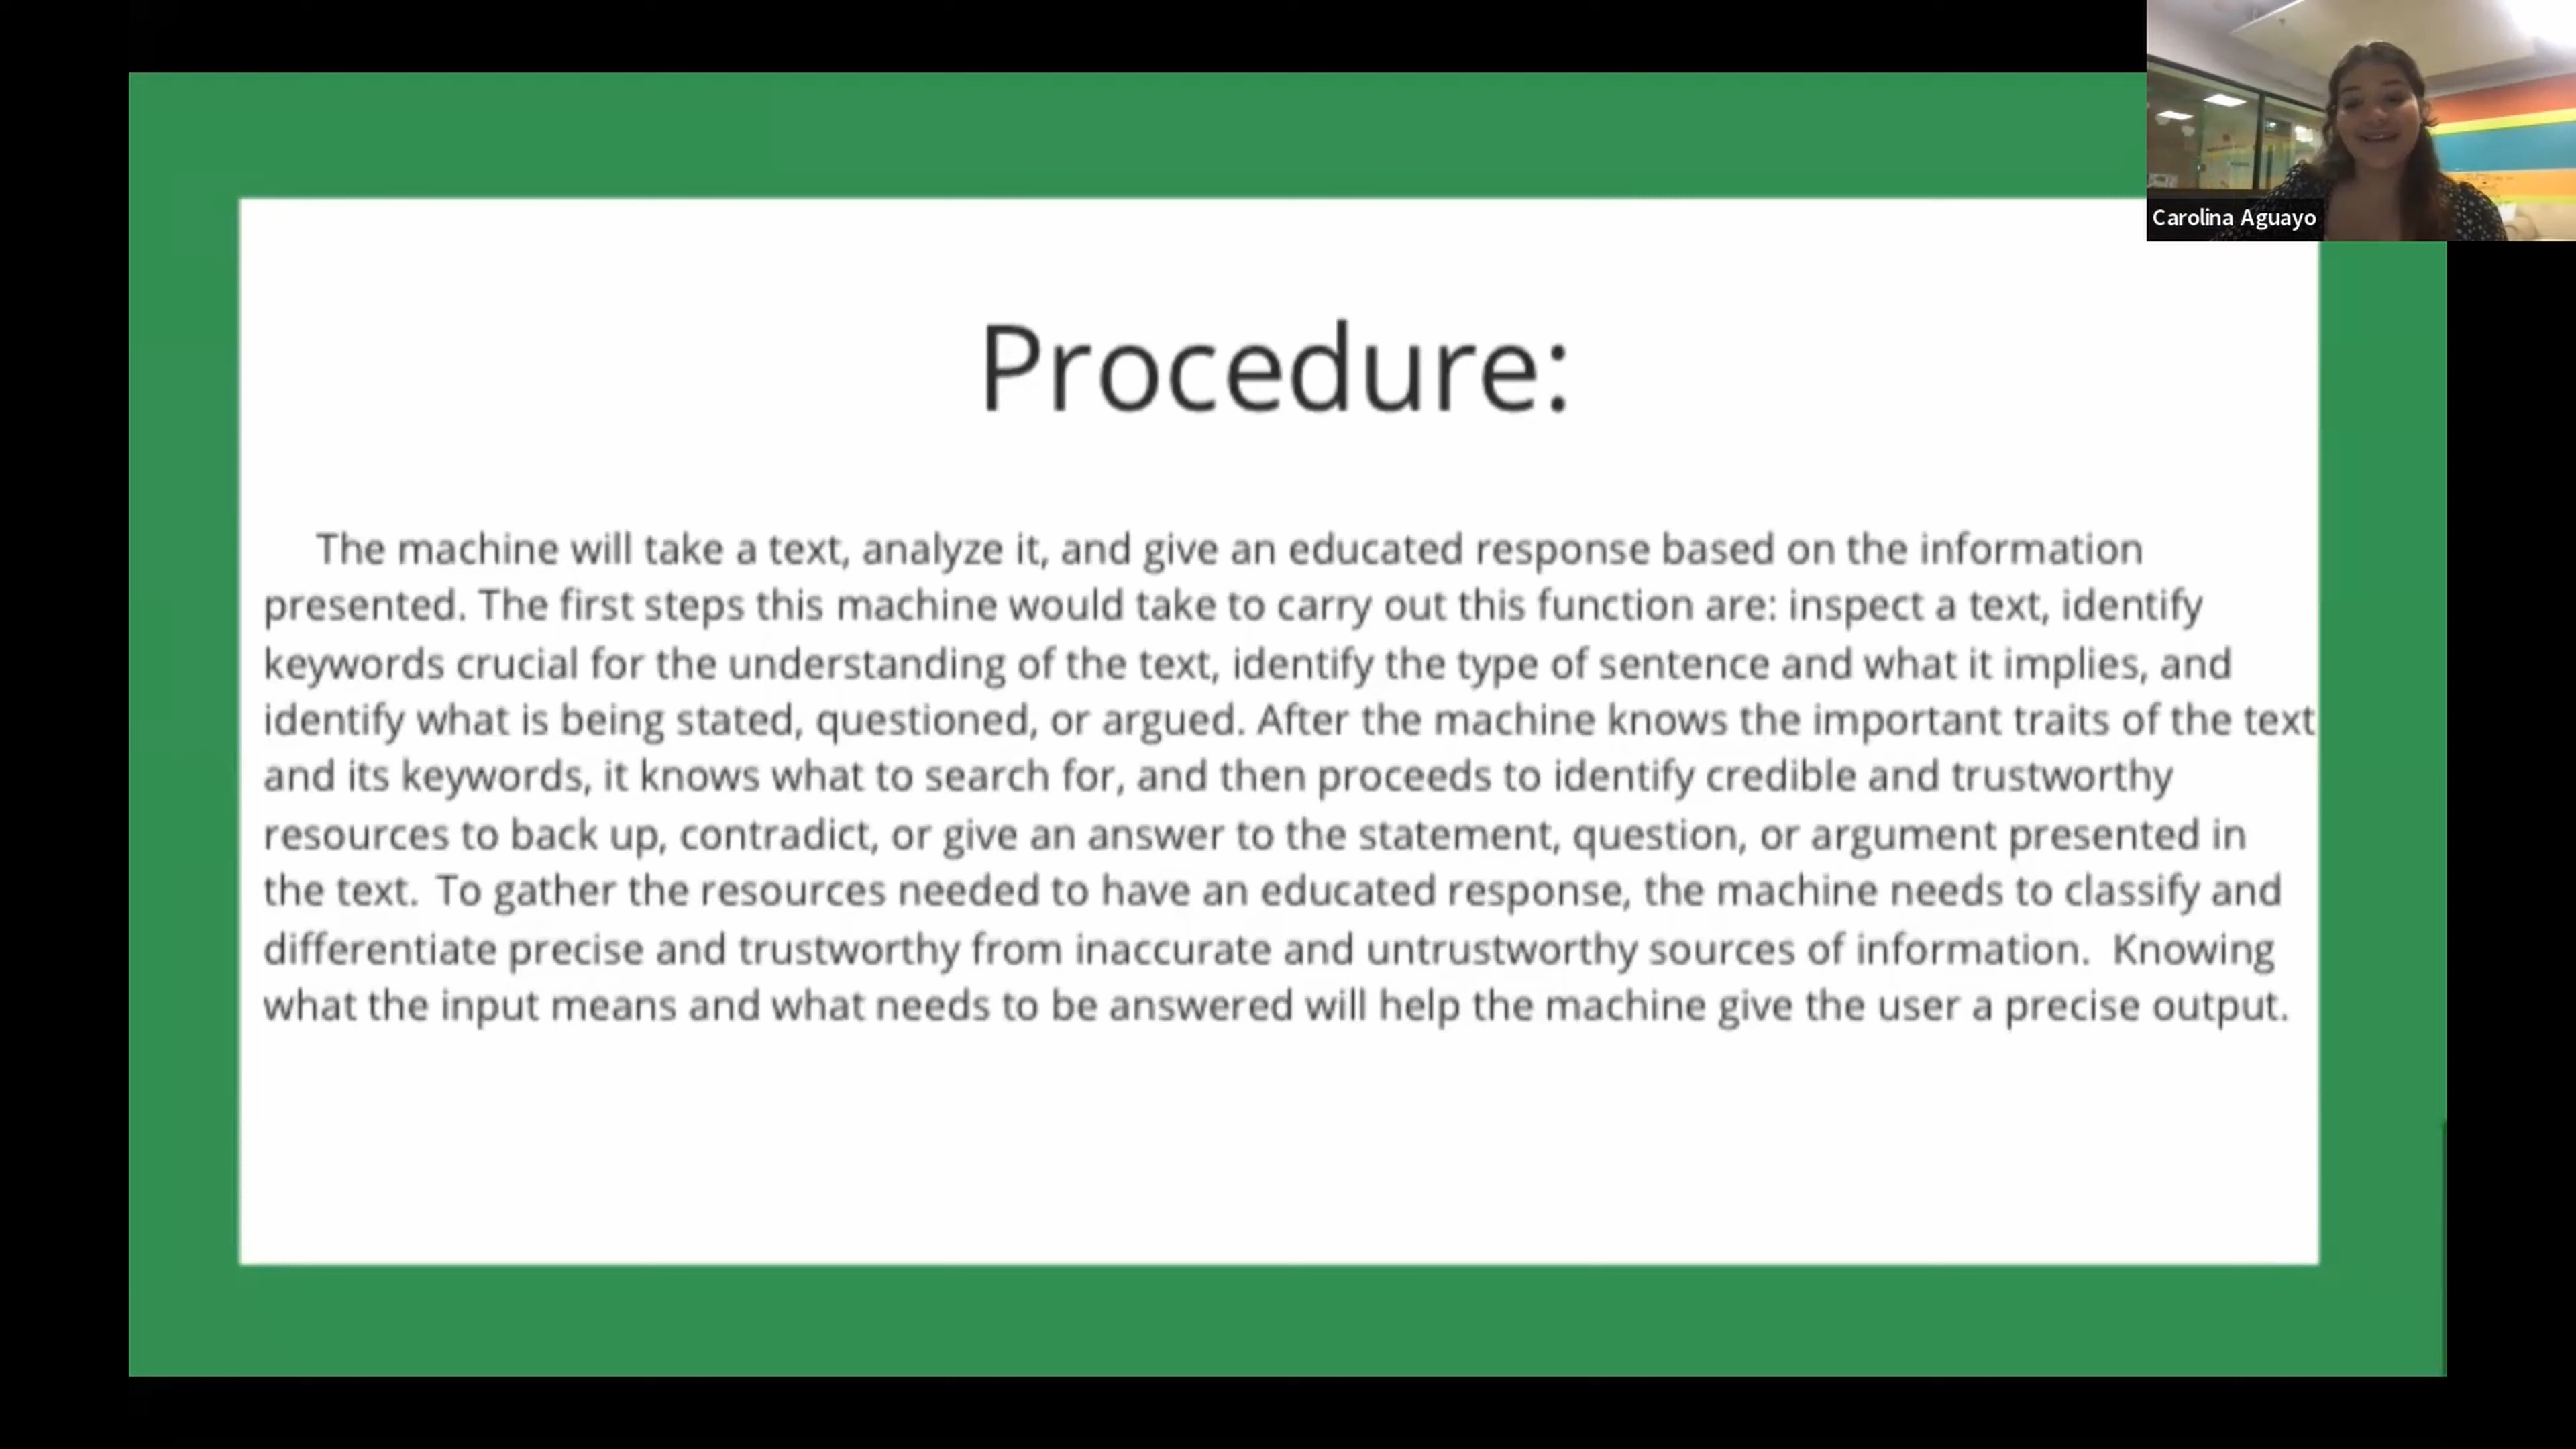 Carolina Aguayo
Procedure:
The machine will take a text, analyze it, and give an educated response based on the information
presented. The first steps this machine would take to carry out this function are: inspect a text, identify
keywords crucial for the understanding of the text, identify the type of sentence and what it implies, and
identify what is being stated, questioned, or argued. After the machine knows the important traits of the text
and its keywords, it knows what to search for, and then proceeds to identify credible and trustworthy
resources to back up, contradict, or give an answer to the statement, question, or argument presented in
the text. To gather the resources needed to have an educated response, the machine needs to classify and
differentiate precise and trustworthy from inaccurate and untrustworthy sources of information. Knowing
what the input means and what needs to be answered will help the machine give the user a precise output.